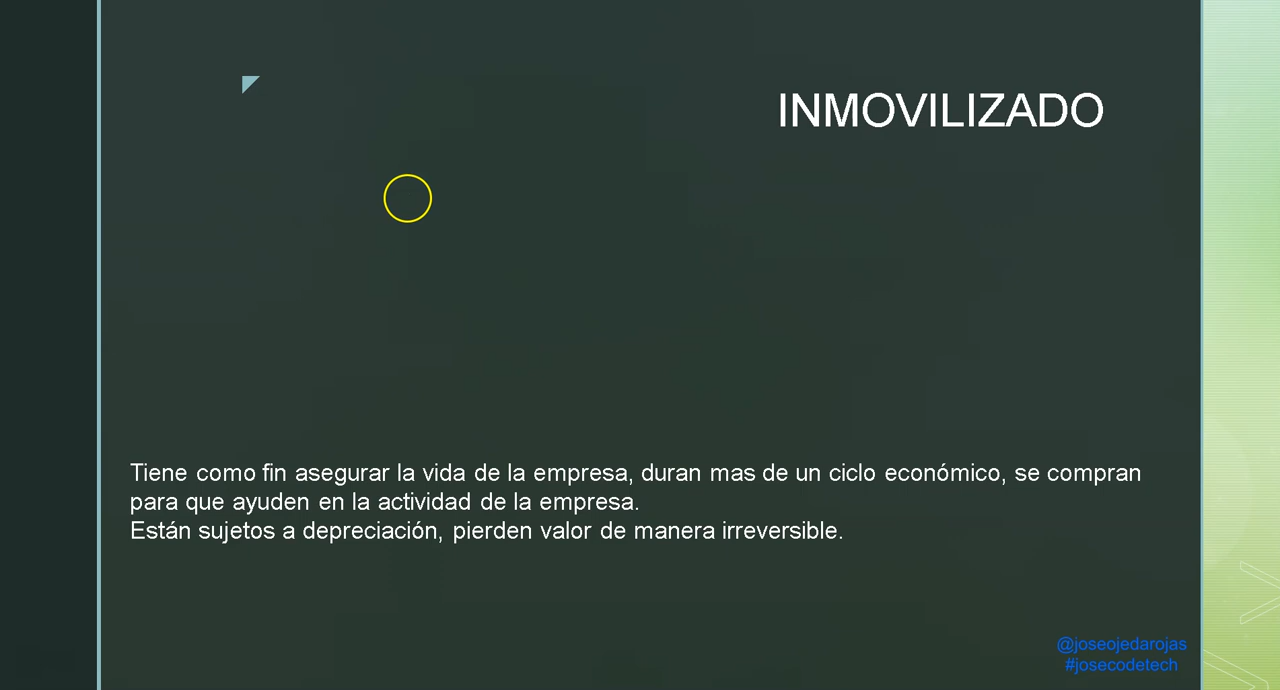 INMOVILIZADO
Tiene como fin asegurar la vida de la empresa, duran mas de un ciclo económico, se compran
para que ayuden en la actividad de la empresa.
Están sujetos a depreciación, pierden valor de manera irreversible.
@joseojedarojas
#josecodetech